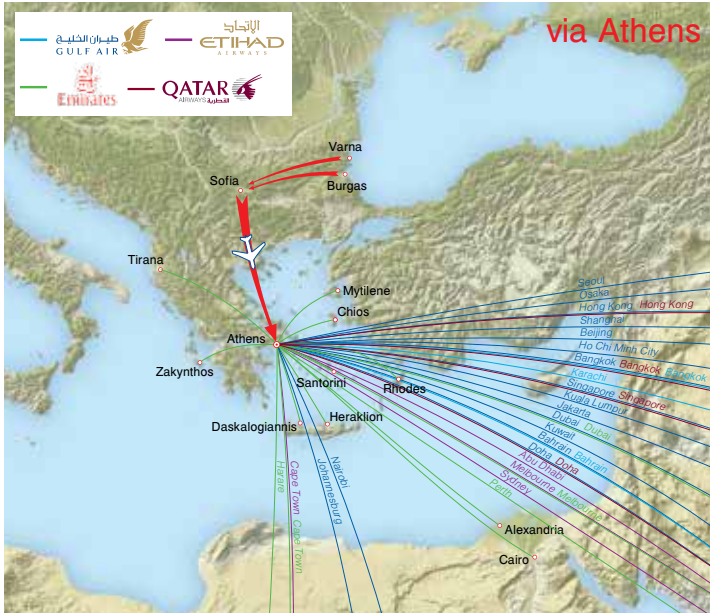 via Athens
طيران الخليج
GULF AIR
الإتحاد
ETIHAD
AIRWAYS
Emirates
QATAR
AIRWAYS القطرية
Varna
Sofia
Burgas
Tirana
Mytilene
Chios
Athens
Zakynthos
Santorini
Rhodes
Daskalogiannis
Heraklion
Alexandria
Cairo
Seoul
Osaka
Hong Kong Hong Kong
Shanghai
Beijing
Ho Chi Minh City
Bangkok Bangkok Bangkok
Karachi
Singapore Singapore
Kuala Lumpur
Jakarta
Dubai Dubai
Kuwait
Bahrain Bahrain
Doha Doha
Abu Dhabi
Melbourne Melbourne
Sydney
Perth
Nairobi
Johannesburg
Cape Town Cape Town
Harare